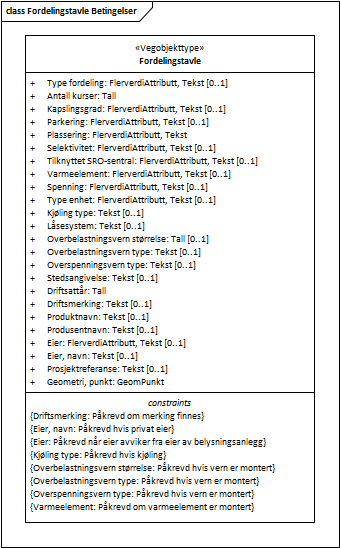 class Fordelingstavle Betingelser
«Vegobjekttype»
Fordelingstavle
+ Type fordeling: FlerverdiAttributt, Tekst [0..1]
+ Antall kurser: Tall
+ Kapslingsgrad: FlerverdiAttributt, Tekst [0..1]
+ Parkering: FlerverdiAttributt, Tekst [0..1]
+ Plassering: FlerverdiAttributt, Tekst
+ Selektivitet: FlerverdiAttributt, Tekst [0..1]
+ Tilknyttet SRO-sentral: FlerverdiAttributt, Tekst [0..1]
+ Varmeelement: FlerverdiAttributt, Tekst [0..1]
+ Spenning: FlerverdiAttributt, Tekst [0..1]
+ Type enhet: FlerverdiAttributt, Tekst [0..1]
+ Kjøling type: Tekst [0..1]
+ Låsesystem: Tekst [0..1]
+ Overbelastningsvern størrelse: Tall [0..1]
+ Overbelastningsvern type: Tekst [0..1]
+ Overspenningsvern type: Tekst [0..1]
+ Stedsangivelse: Tekst [0..1]
+ Driftsattår: Tall
+ Driftsmerking: Tekst [0..1]
+ Produktnavn: Tekst [0..1]
+ Produsentnavn: Tekst [0..1]
+ Eier: FlerverdiAttributt, Tekst [0..1]
+ Eier, navn: Tekst [0..1]
+ Prosjektreferanse: Tekst [0..1]
+ Geometri, punkt: GeomPunkt
constraints
{Driftsmerking: Påkrevd om merking finnes}
{Eier, navn: Påkrevd hvis privat eier}
{Eier: Påkrevd når eier avviker fra eier av belysningsanlegg}
{Kjøling type: Påkrevd hvis kjøling}
{Overbelastningsvern størrelse: Påkrevd hvis vern er montert}
{Overbelastningsvern type: Påkrevd hvis vern er montert}
{Overspenningsvern type: Påkrevd hvis vern er montert}
{Varmeelement: Påkrevd om varmeelement er montert}